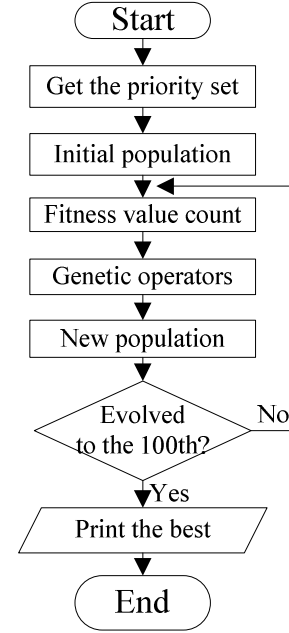 Start
Get the priority set
Initial population
Fitness value count
Genetic operators
New population
Evolved
to the 100th?
No
Yes
Print the best
End